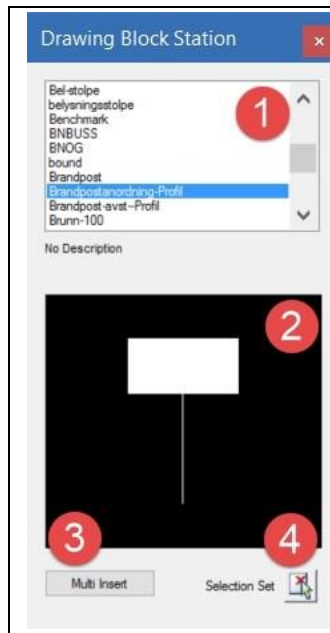 Drawing Block Station
x
Bel-stolpe
belysningsstolpe
Benchmark
BNBUSS
BNOG
bound
Brandpost
Brandpostanordning-Profil
Brandpost-avst--Profil
Brunn-100
1
No Description
2
3
4
Multi Insert
Selection Set